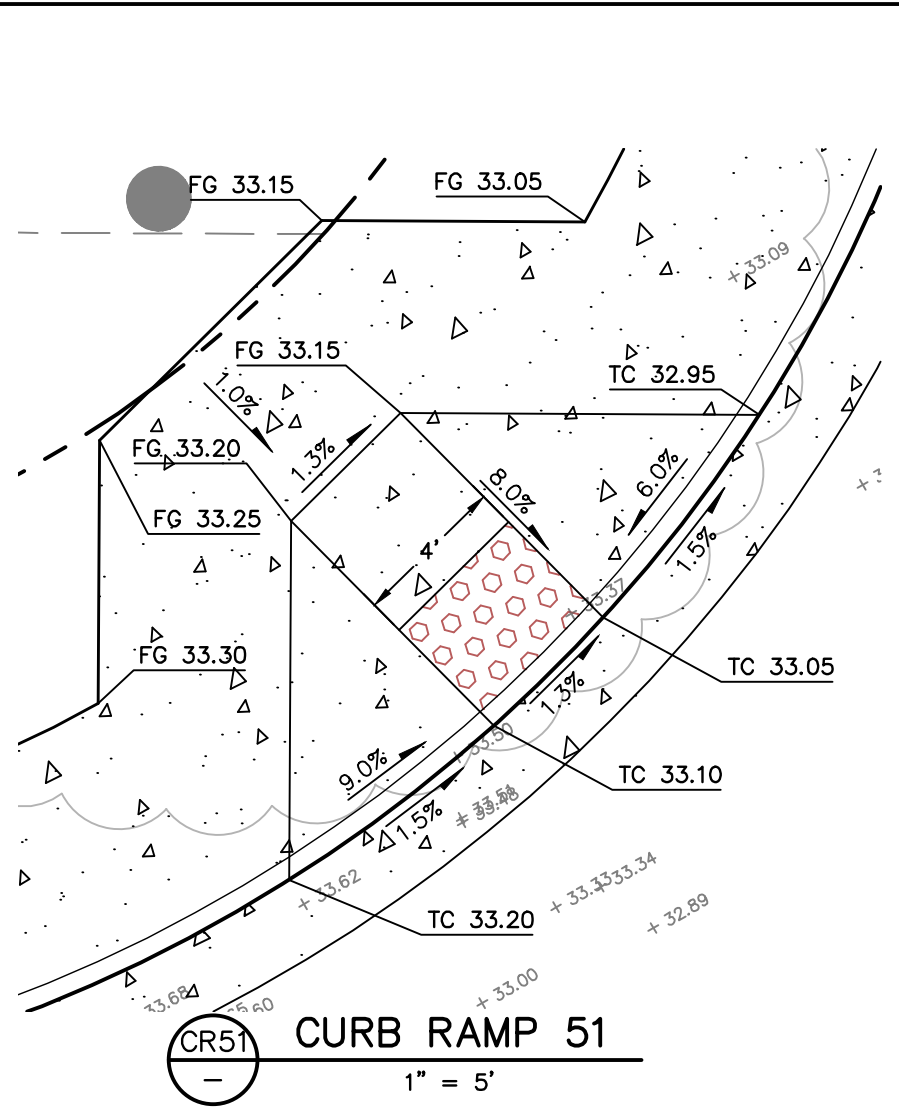 FG 33.15
FG 33.05
+ 33.09
FG 33.15
TC 32.95
1.0%
1.3%
FG 33.20
8.0%
6.0%
FG 33.25
1.5%
4'
+ 33.37
FG 33.30
TC 33.05
1.3%
+ 33.50
9.0%
TC 33.10
1.5%
+ 33.34
+ 33.62
+ 32.89
TC 33.20
+ 33.00
33.68
CR51
CURB RAMP 51
1" = 5'